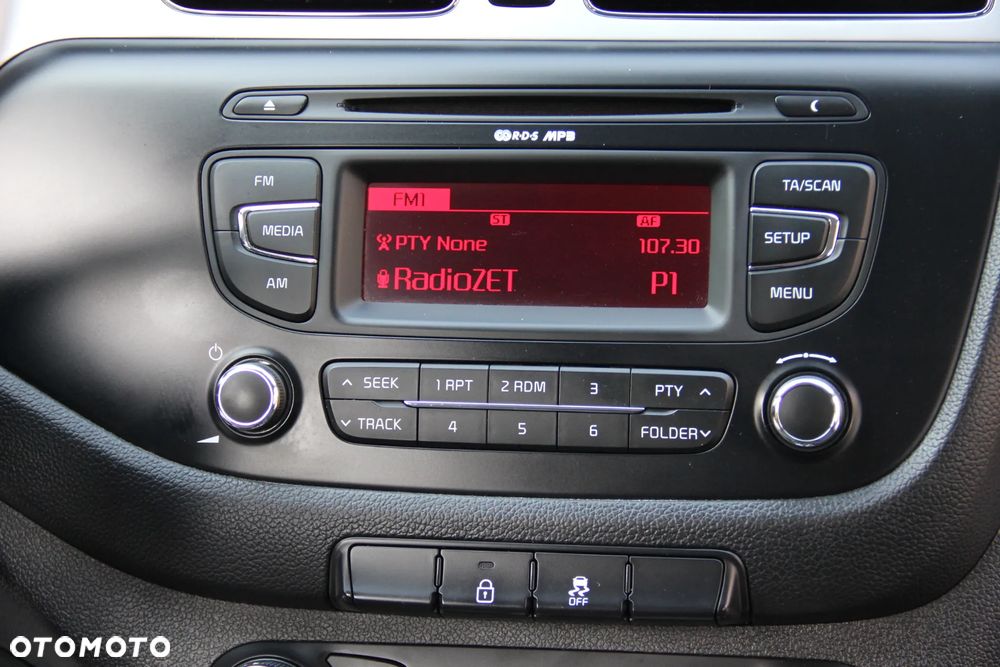 R·D·S MP3
FM
MEDIA
AM
FM1
ST AF
PTY None 107.30
RadioZET P1
TA/SCAN
SETUP
MENU
SEEK 1 RPT 2 RDM 3 PTY
TRACK 4 5 6 FOLDER
OFF
OTOMOTO